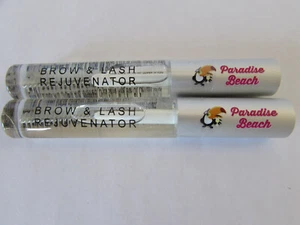 BROW & LASH
REJUVENATOR
Paradise
Beach
BROW & LASH
REJUVENATOR
Paradise
Beach